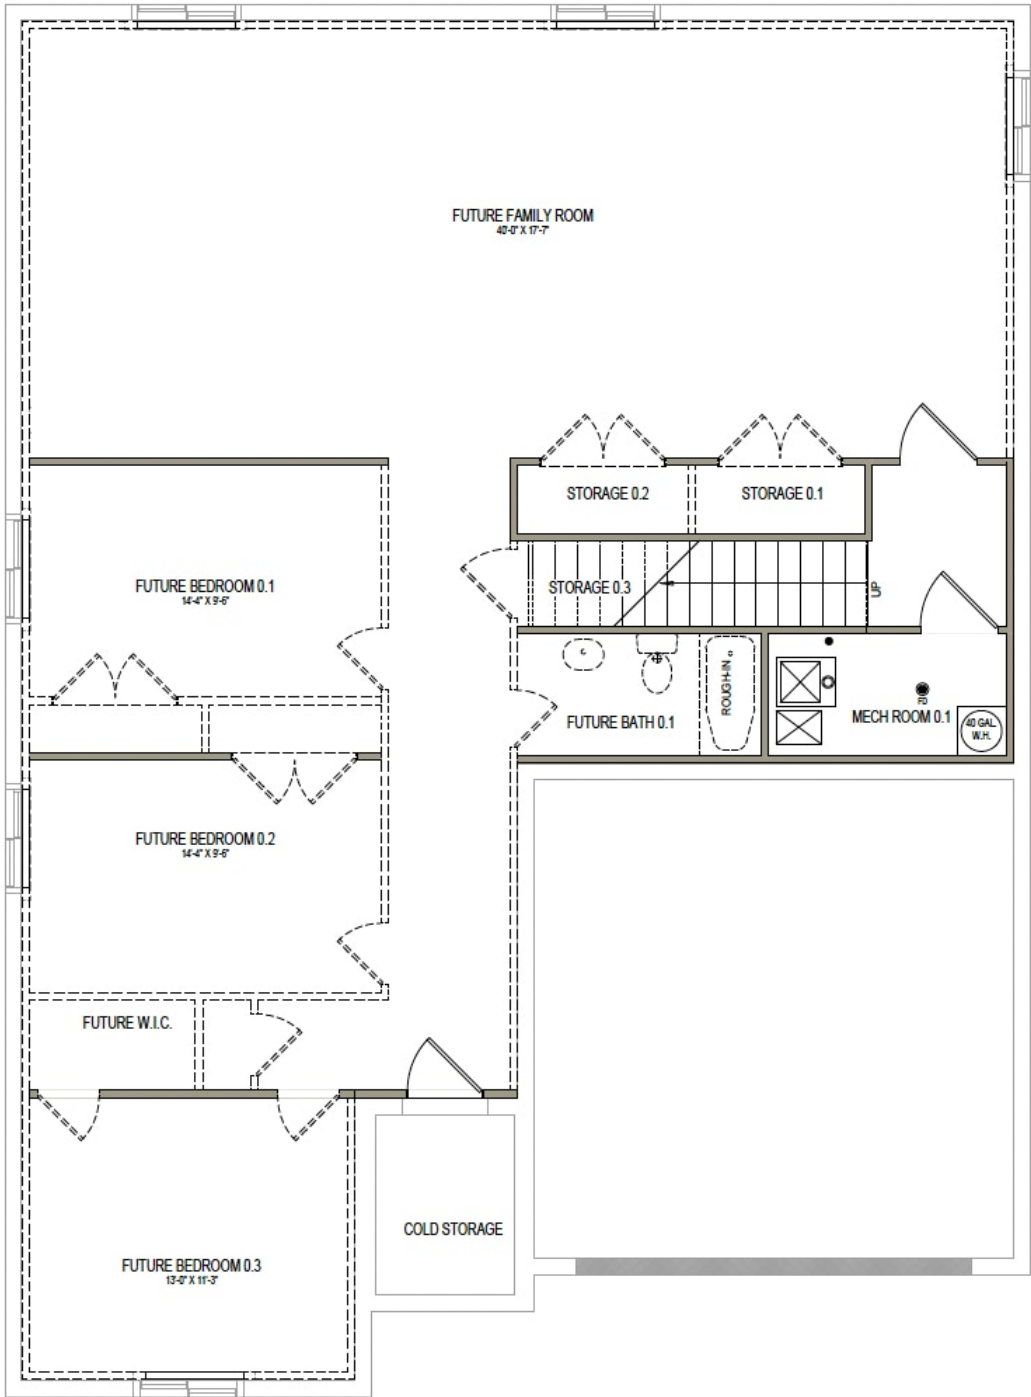 FUTURE FAMILY ROOM
40'-0" X 17'-7"
STORAGE 0.2
STORAGE 0.1
FUTURE BEDROOM 0.1
14'-4" X 9'-6"
STORAGE 0.3
UP
ROUGH-IN
FUTURE BATH 0.1
FD
MECH ROOM 0.1
40 GAL.
W.H.
FUTURE BEDROOM 0.2
14'-4" X 9'-6"
FUTURE W.I.C.
COLD STORAGE
FUTURE BEDROOM 0.3
13'-0" X 11'-3"